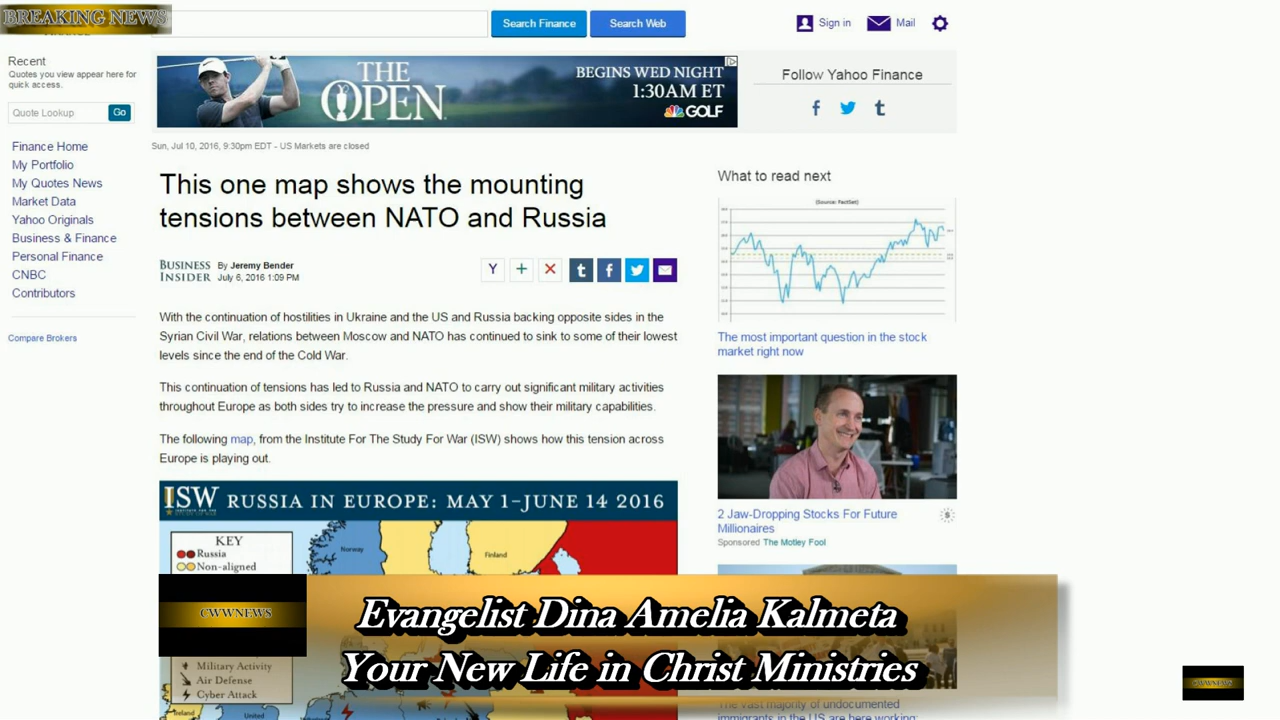 BREAKING NEWS
Search Finance
Search Web
Sign in
Mail
Recent
Quotes you view appear here for
quick access.
Quote Lookup
Go
Finance Home
My Portfolio
My Quotes News
Market Data
Yahoo Originals
Business & Finance
Personal Finance
CNBC
Contributors
Compare Brokers
THE
OPEN
BEGINS WED NIGHT
1:30AM ET
GOLF
Follow Yahoo Finance
Sun, Jul 10, 2016, 9:30pm EDT - US Markets are closed
This one map shows the mounting
tensions between NATO and Russia
BUSINESS
INSIDER
By Jeremy Bender
July 6, 2016 1:09 PM
With the continuation of hostilities in Ukraine and the US and Russia backing opposite sides in the
Syrian Civil War, relations between Moscow and NATO has continued to sink to some of their lowest
levels since the end of the Cold War.
This continuation of tensions has led to Russia and NATO to carry out significant military activities
throughout Europe as both sides try to increase the pressure and show their military capabilities.
The following map, from the Institute For The Study For War (ISW) shows how this tension across
Europe is playing out.
ISW RUSSIA IN EUROPE: MAY 1-JUNE 14 2016
KEY
Russia
Non-aligned
Norway
Finland
Military Activity
Air Defense
Cyber Attack
Ireland
United
What to read next
(Source: FactSet)
The most important question in the stock
market right now
2 Jaw-Dropping Stocks For Future
Millionaires
Sponsored The Motley Fool
The vast majority of undocumented
immigrants in the US are here working:
CWWNEWS
Evangelist Dina Amelia Kalmeta
Your New Life in Christ Ministries
CWWNEWS